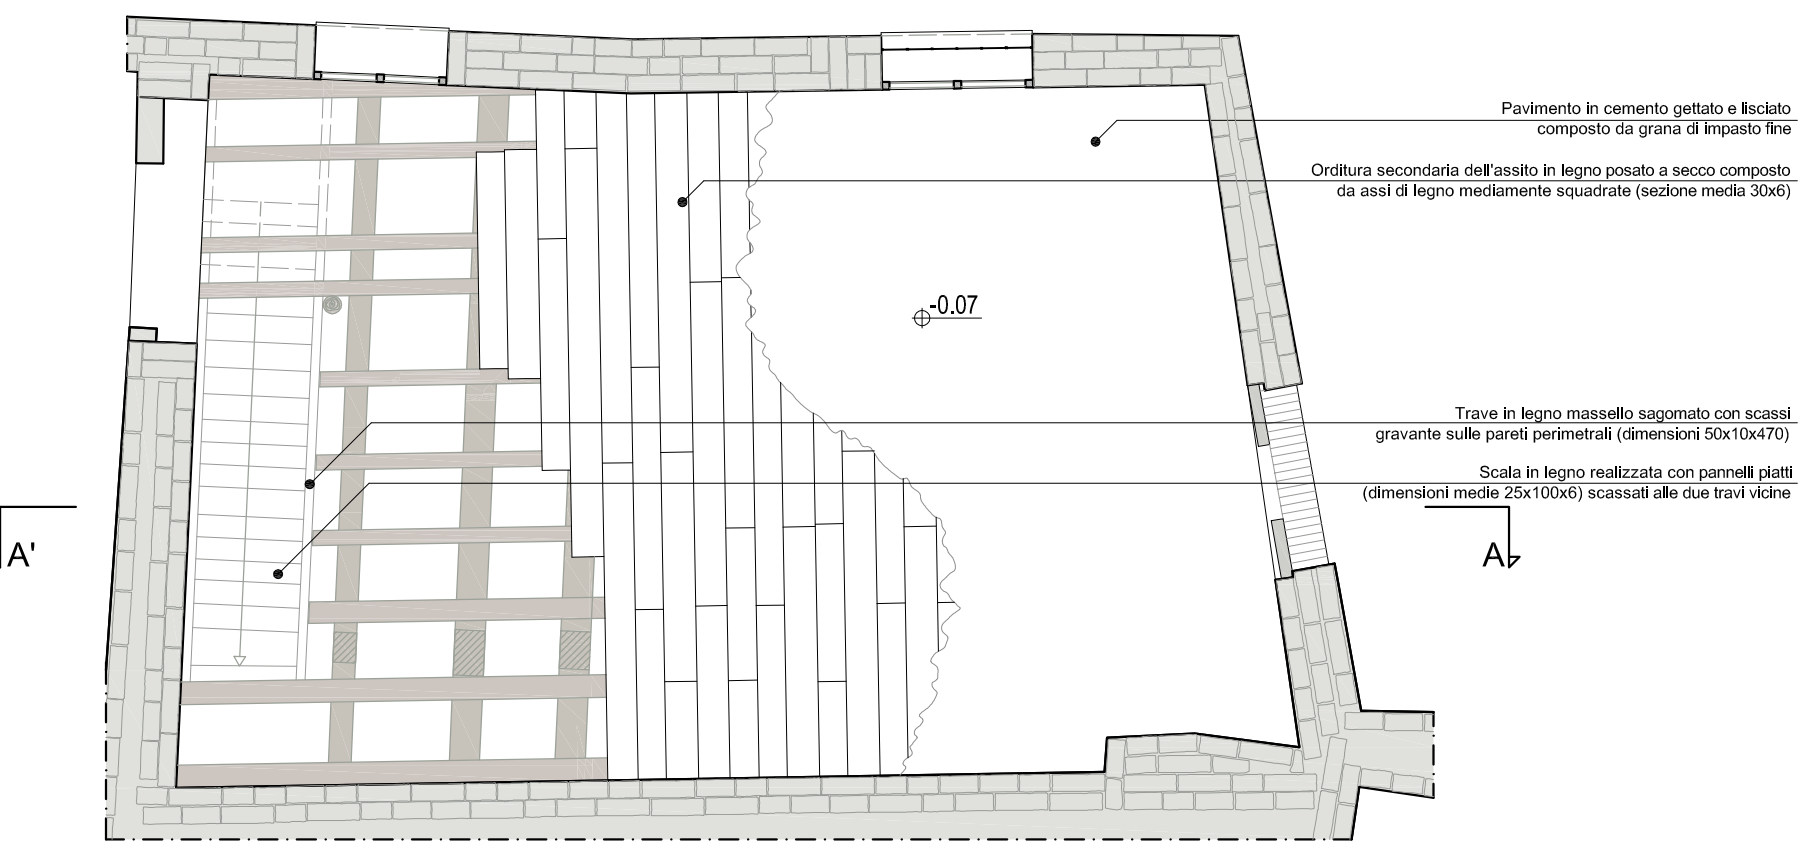 Pavimento in cemento gettato e lisciato
composto da grana di impasto fine
Orditura secondaria dell'assito in legno posato a secco composto
da assi di legno mediamente squadrate (sezione media 30x6)
-0.07
Trave in legno massello sagomato con scassi
gravante sulle pareti perimetrali (dimensioni 50x10x470)
Scala in legno realizzata con pannelli piatti
(dimensioni medie 25x100x6) scassati alle due travi vicine
A'
A